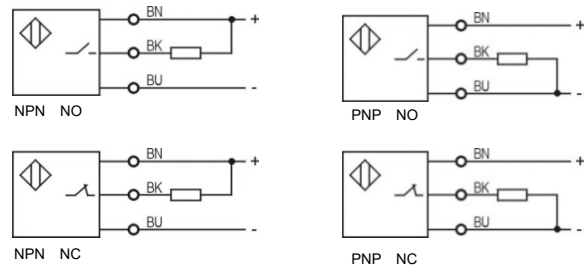 BN +
BK
BU -
NPN NO
BN +
BK
BU -
PNP NO
BN +
BK
BU -
NPN NC
BN +
BK
BU -
PNP NC